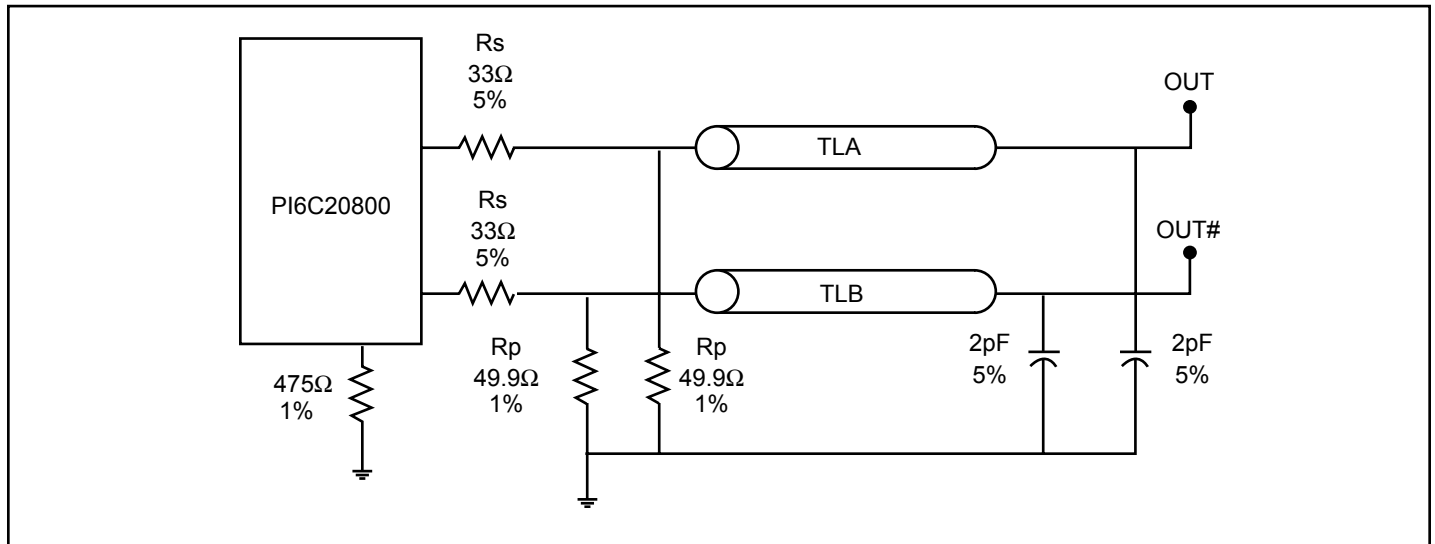 Rs
33Ω
5%
OUT
TLA
PI6C20800
Rs
33Ω
5%
OUT#
TLB
Rp
49.9Ω
1%
Rp
49.9Ω
1%
2pF
5%
2pF
5%
475Ω
1%